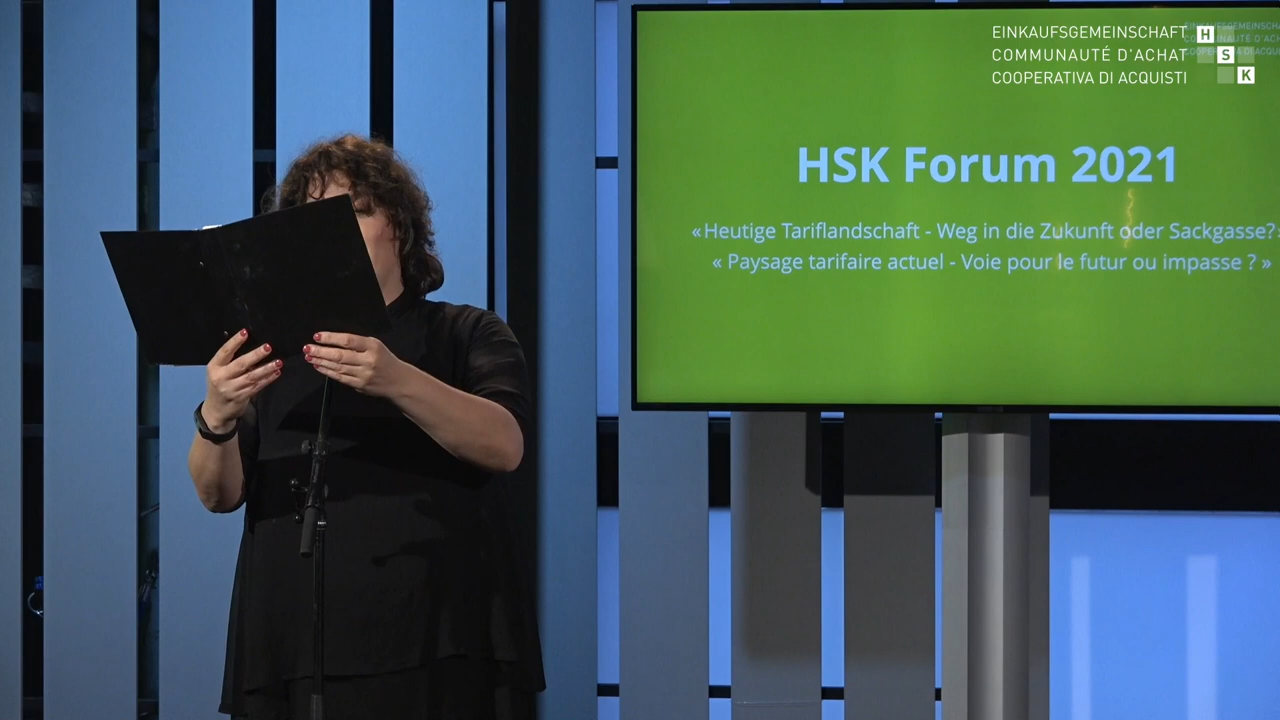 EINKAUFSGEMEINSCHAFT H
COMMUNAUTÉ D'ACHAT S
COOPERATIVA DI ACQUISTI K
HSK Forum 2021
«Heutige Tariflandschaft - Weg in die Zukunft oder Sackgasse?»
« Paysage tarifaire actuel - Voie pour le futur ou impasse ? »